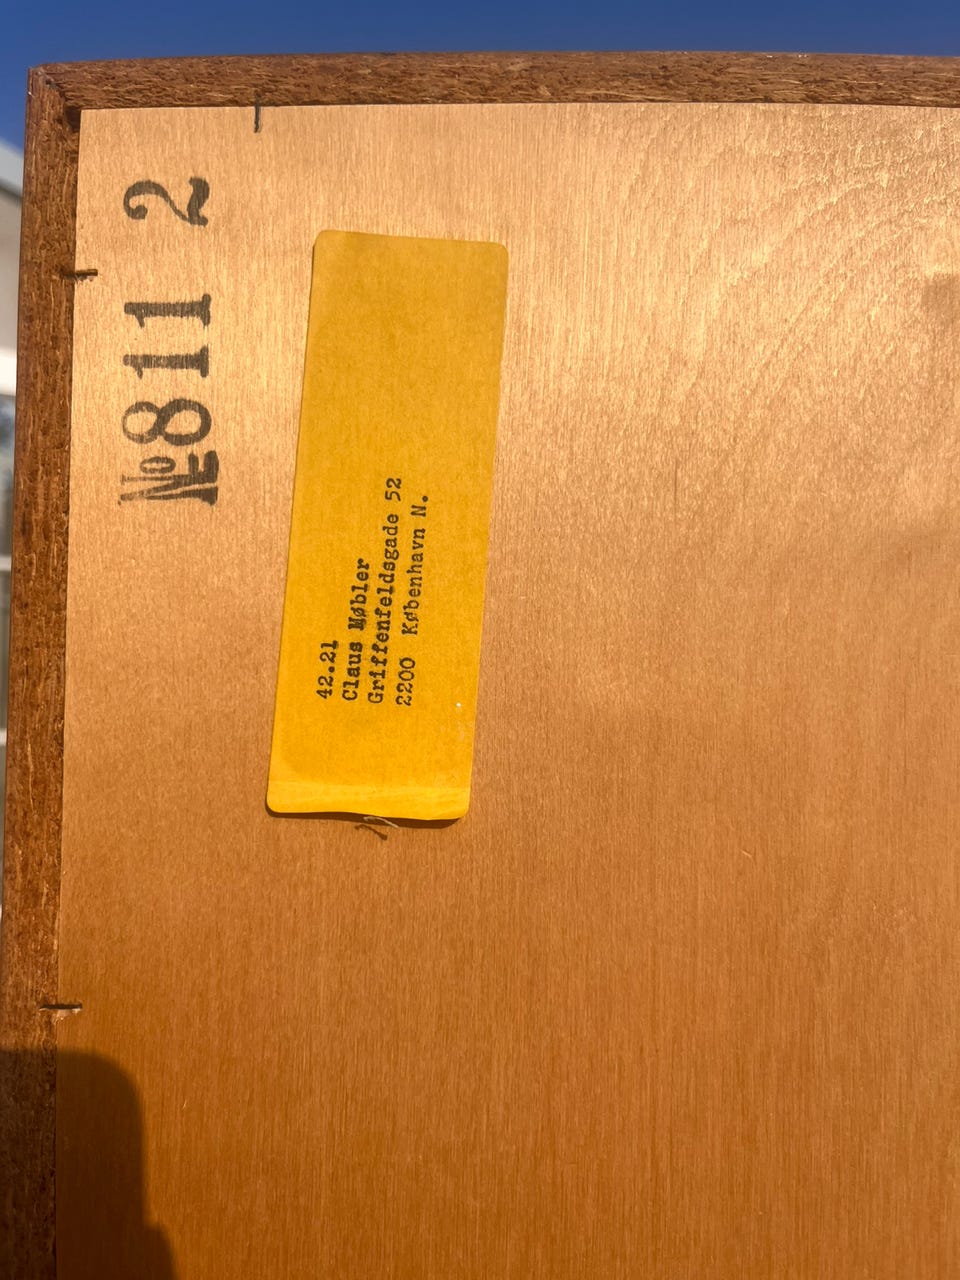 №811 2
42.21
Claus Møbler
Griffenfeldsgade 52
2200 København N.